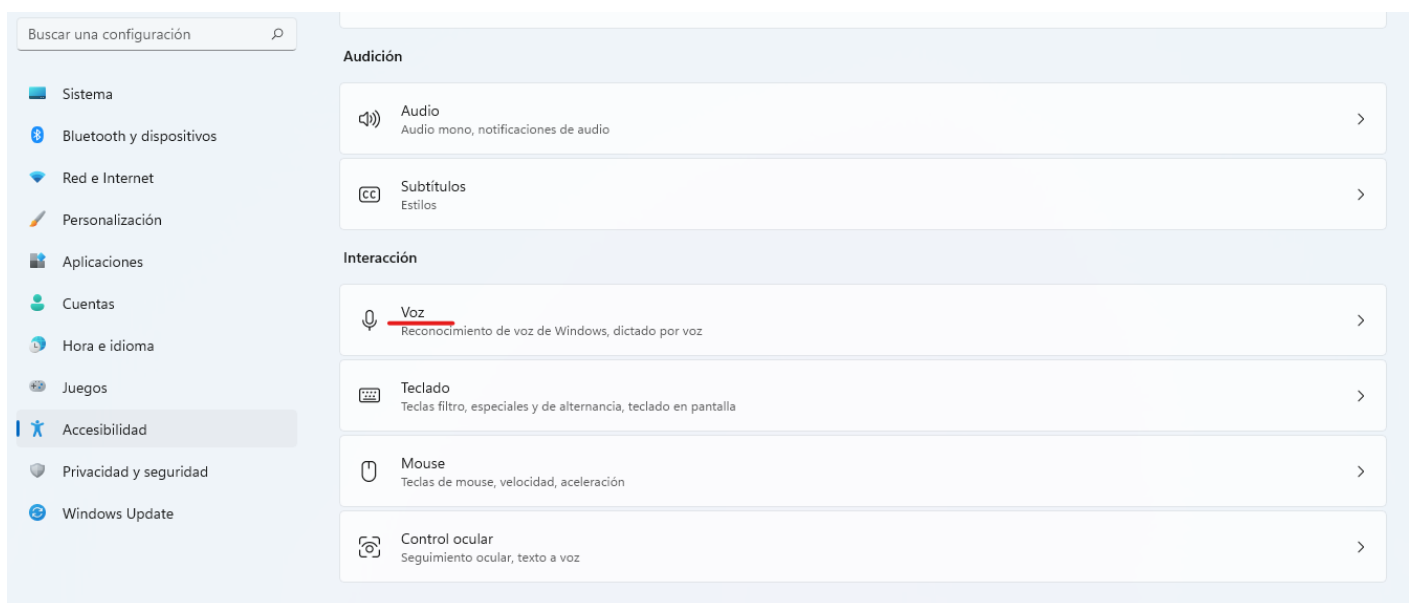 Buscar una configuración
Sistema
Bluetooth y dispositivos
Red e Internet
Personalización
Aplicaciones
Cuentas
Hora e idioma
Juegos
Accesibilidad
Privacidad y seguridad
Windows Update
Audición
Audio
Audio mono, notificaciones de audio
CC
Subtítulos
Estilos
Interacción
Voz
Reconocimiento de voz de Windows, dictado por voz
Teclado
Teclas filtro, especiales y de alternancia, teclado en pantalla
Mouse
Teclas de mouse, velocidad, aceleración
Control ocular
Seguimiento ocular, texto a voz